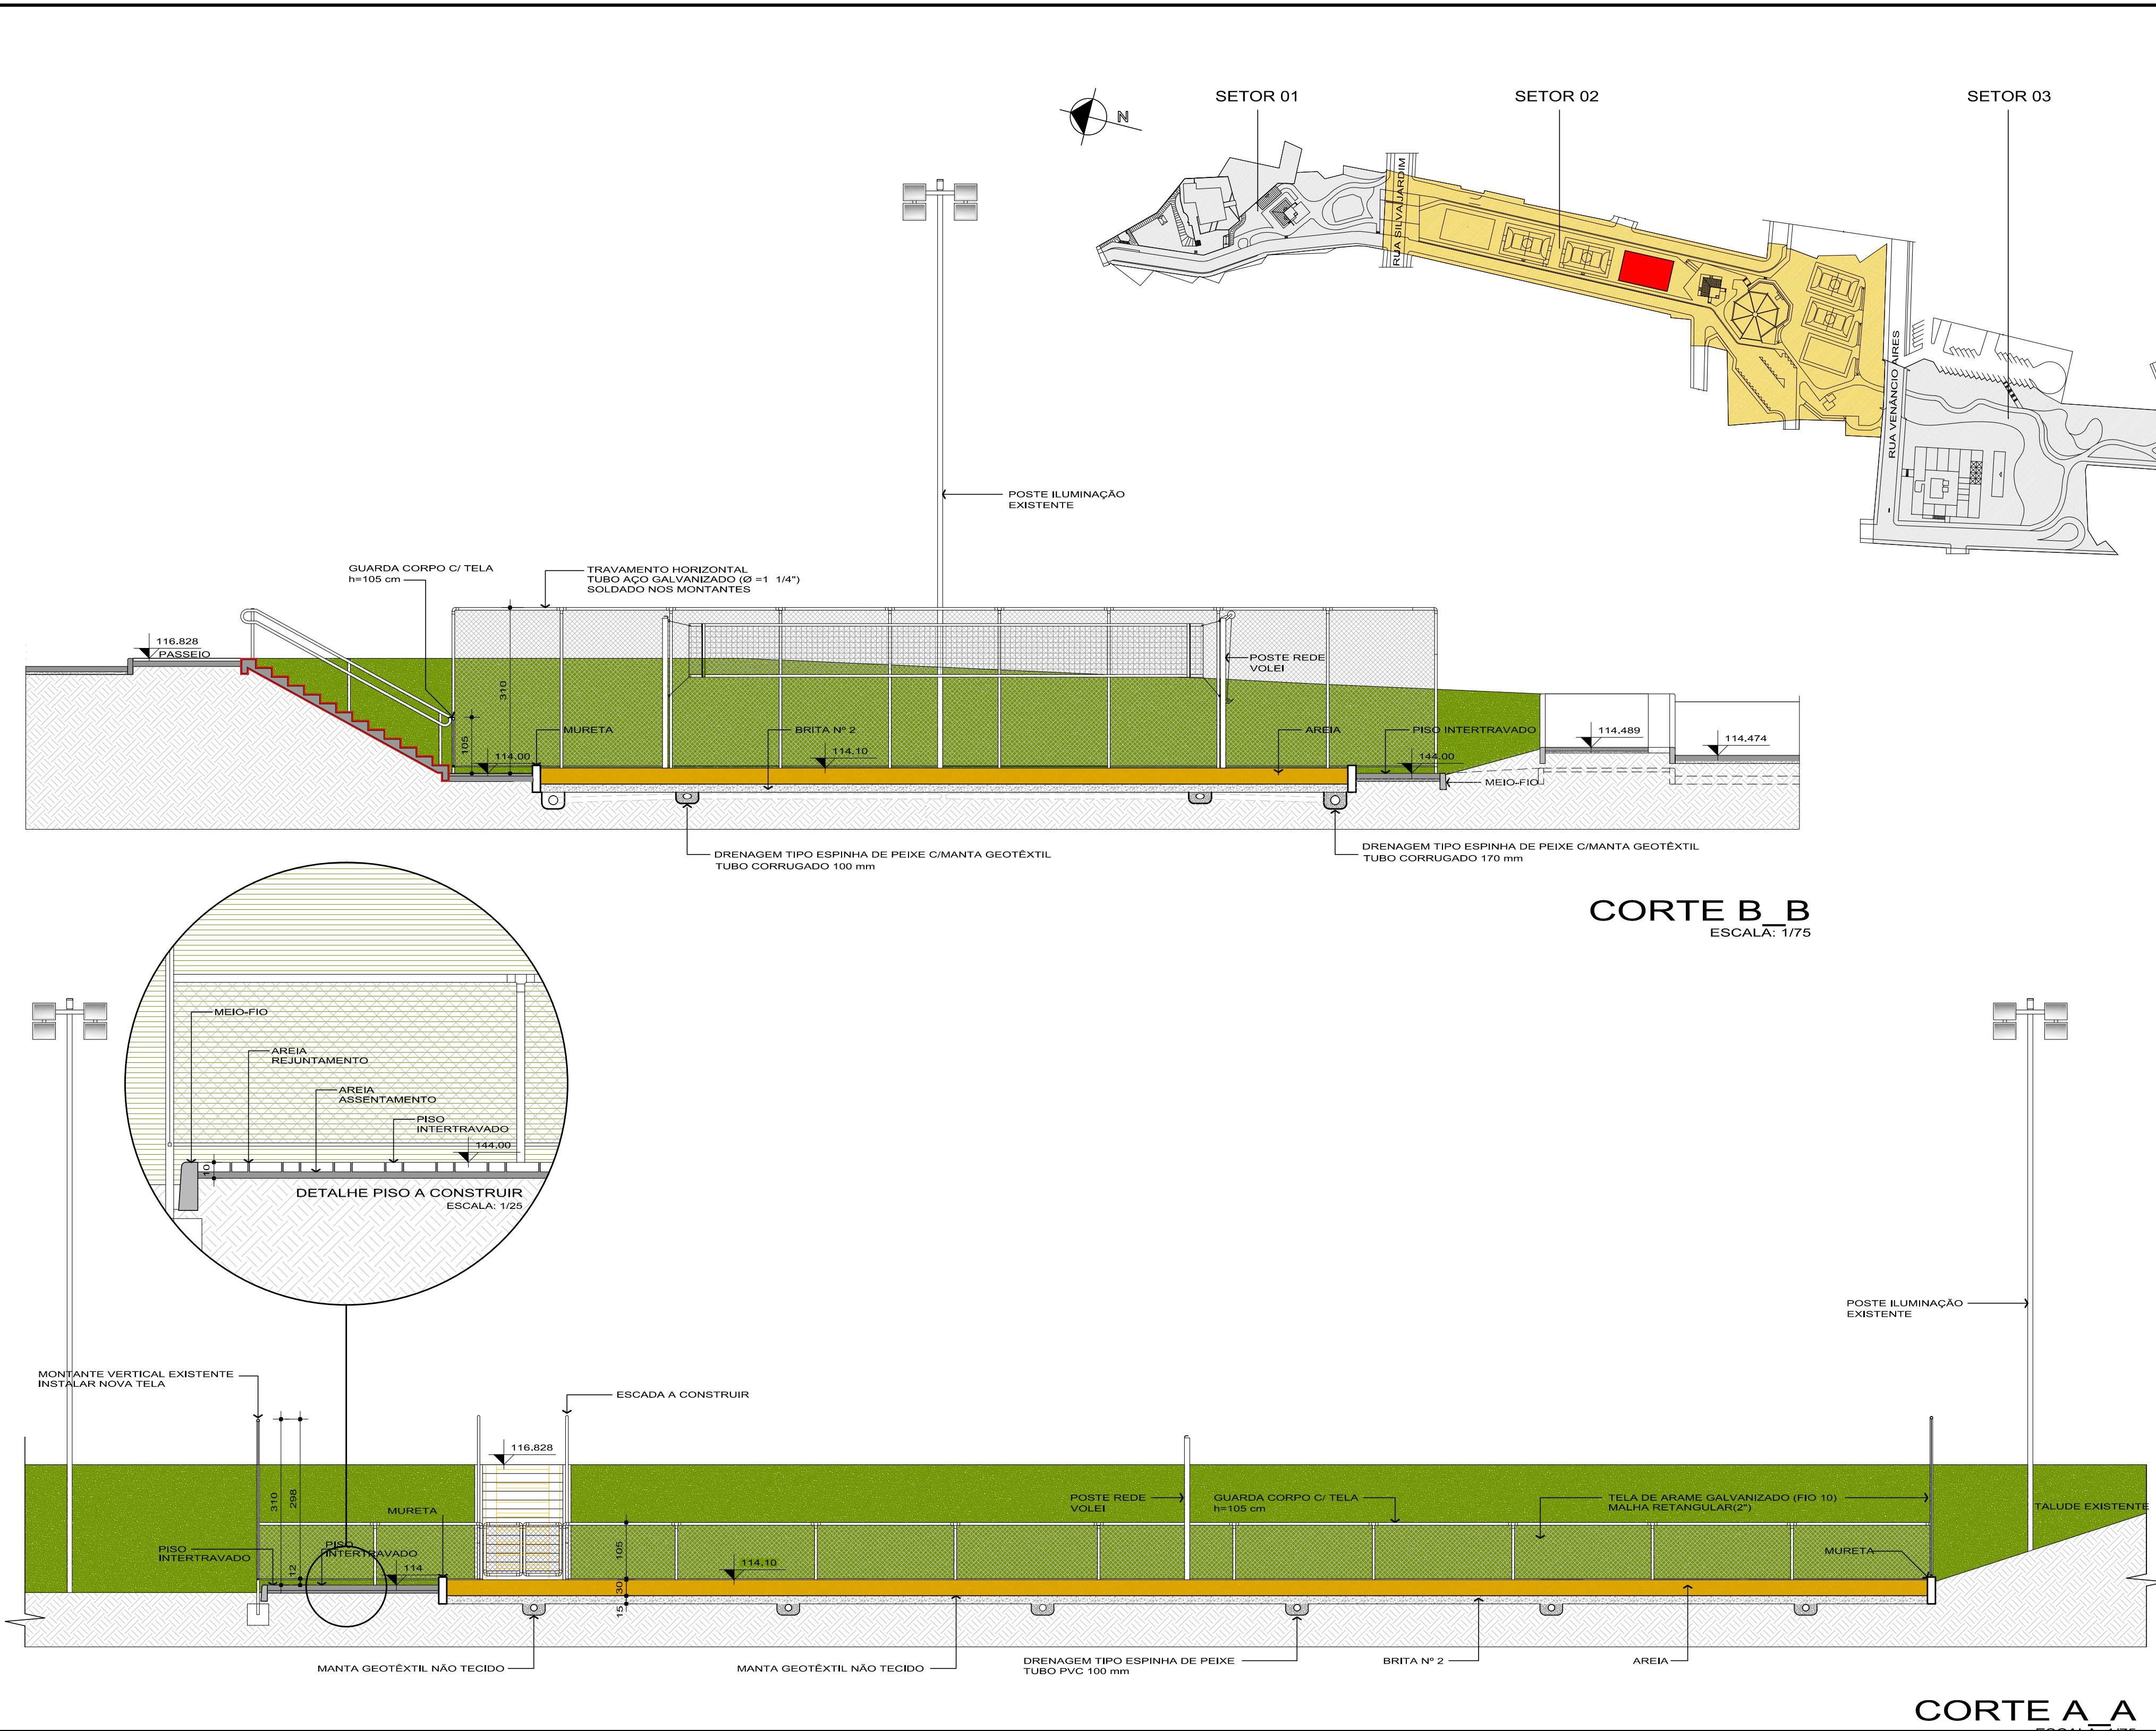 SETOR 01
SETOR 02
SETOR 03
N
RUA SILVA JARDIM
RUA VENÂNCIO AIRES
POSTE ILUMINAÇÃO
EXISTENTE
GUARDA CORPO C/ TELA
h=105 cm
TRAVAMENTO HORIZONTAL
TUBO AÇO GALVANIZADO (Ø =1 1/4")
SOLDADO NOS MONTANTES
116.828
PASSEIO
310
105
POSTE REDE
VOLEI
MURETA
BRITA Nº 2
AREIA
PISO INTERTRAVADO
114.00
114.10
144.00
114.489
114.474
MEIO-FIO
DRENAGEM TIPO ESPINHA DE PEIXE C/MANTA GEOTÊXTIL
TUBO CORRUGADO 100 mm
DRENAGEM TIPO ESPINHA DE PEIXE C/MANTA GEOTÊXTIL
TUBO CORRUGADO 170 mm
CORTE B_B
ESCALA: 1/75
MEIO-FIO
AREIA
REJUNTAMENTO
AREIA
ASSENTAMENTO
PISO
INTERTRAVADO
144.00
10
DETALHE PISO A CONSTRUIR
ESCALA: 1/25
POSTE ILUMINAÇÃO
EXISTENTE
MONTANTE VERTICAL EXISTENTE
INSTALAR NOVA TELA
ESCADA A CONSTRUIR
116.828
310
298
12
MURETA
PISO
INTERTRAVADO
PISO
INTERTRAVADO
114
105
30
15
114.10
POSTE REDE
VOLEI
GUARDA CORPO C/ TELA
h=105 cm
TELA DE ARAME GALVANIZADO (FIO 10)
MALHA RETANGULAR(2")
TALUDE EXISTENTE
MURETA
MANTA GEOTÊXTIL NÃO TECIDO
MANTA GEOTÊXTIL NÃO TECIDO
DRENAGEM TIPO ESPINHA DE PEIXE
TUBO PVC 100 mm
BRITA Nº 2
AREIA
CORTE A_A
ESCALA: 1/75